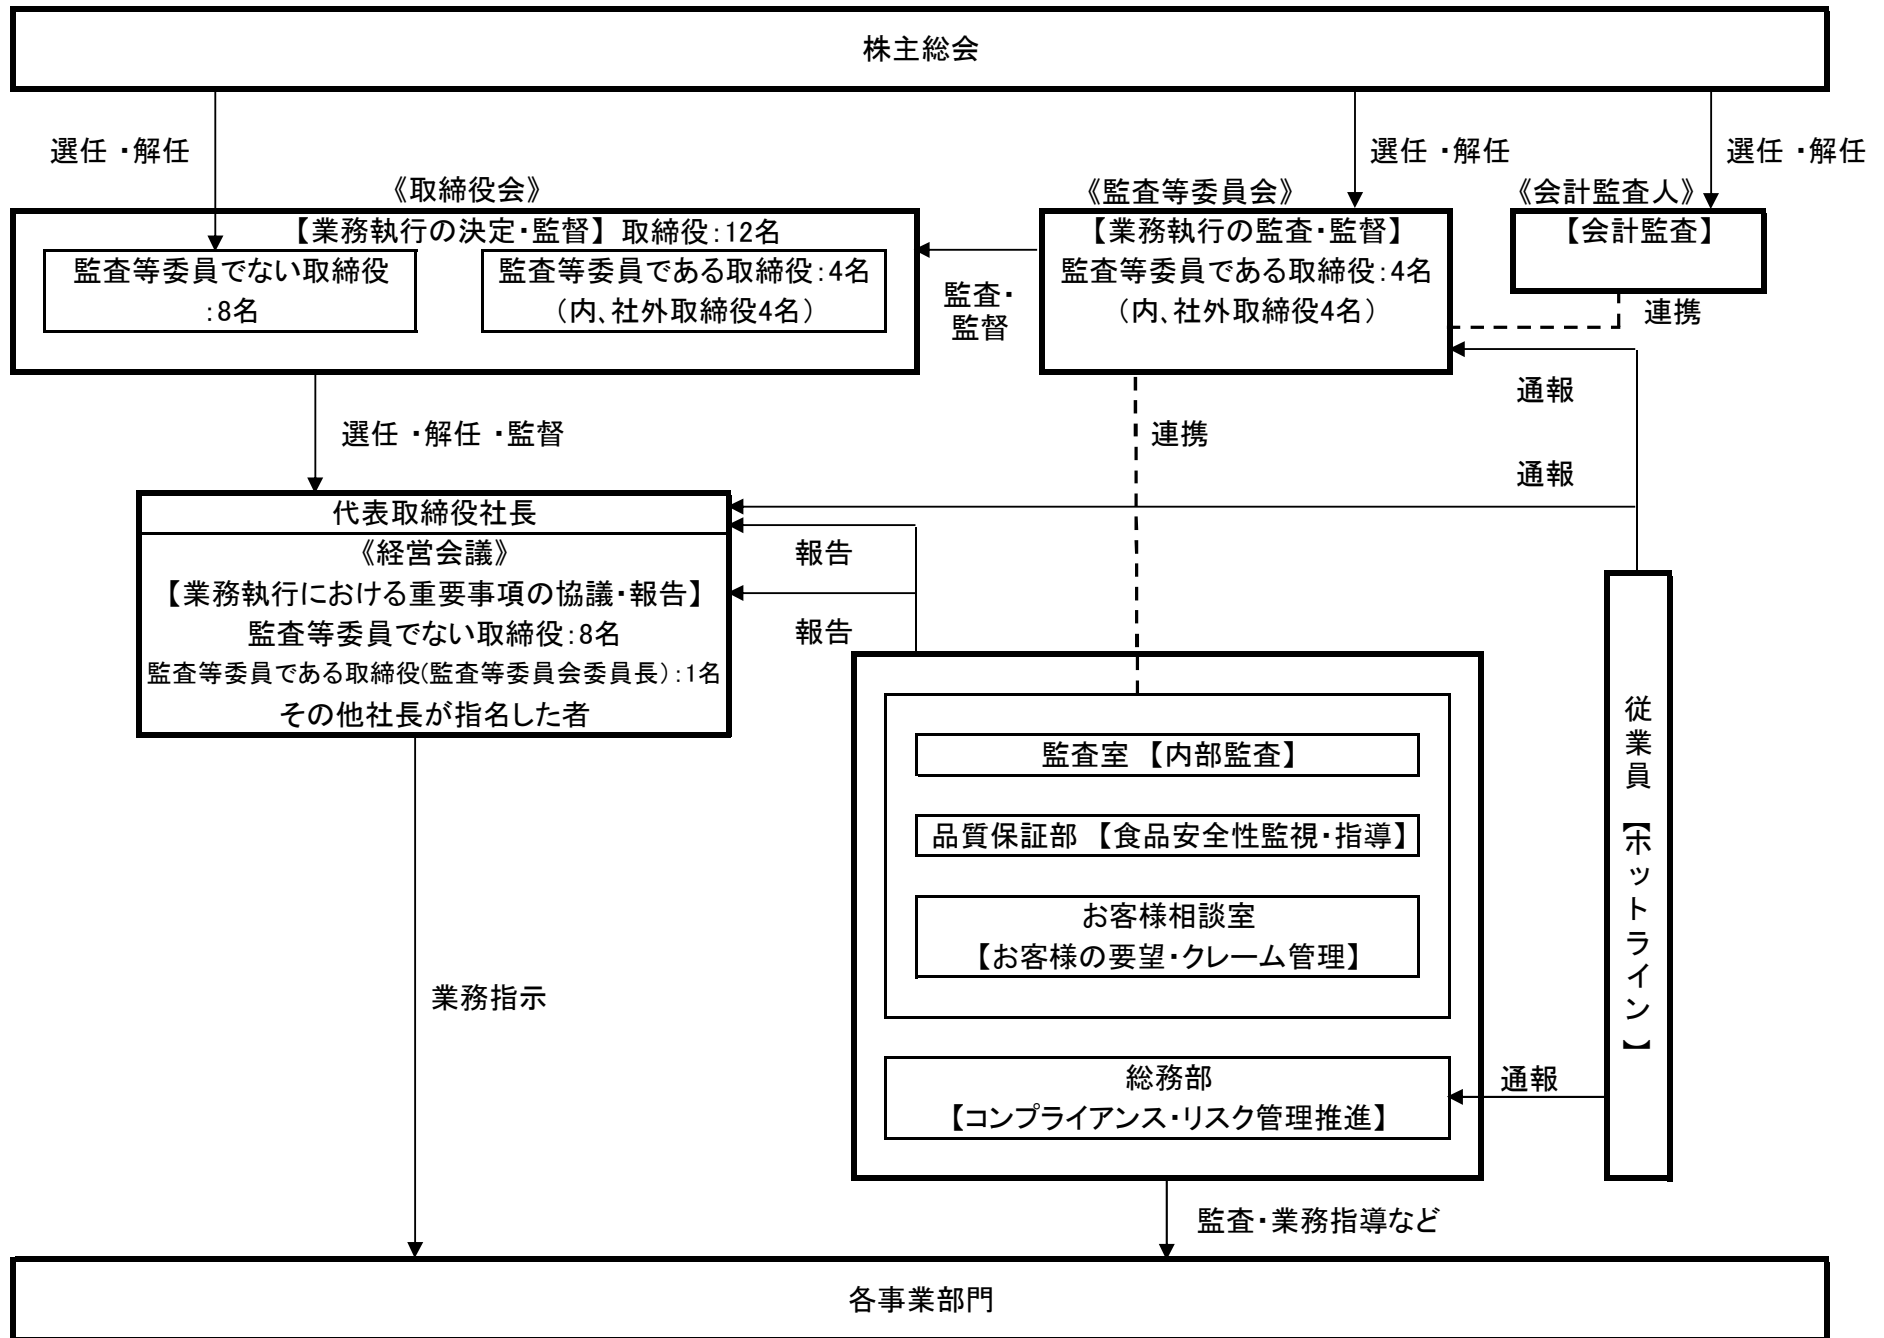 株主総会
選任・解任
選任・解任
選任・解任
《取締役会》
《監査等委員会》
《会計監査人》
【業務執行の決定・監督】取締役：12名
監査等委員でない取締役
：8名
監査等委員である取締役：4名
（内、社外取締役4名）
監査・
監督
【業務執行の監査・監督】
監査等委員である取締役：4名
（内、社外取締役4名）
【会計監査】
連携
通報
選任・解任・監督
連携
通報
代表取締役社長
《経営会議》
【業務執行における重要事項の協議・報告】
監査等委員でない取締役：8名
監査等委員である取締役(監査等委員会委員長）：1名
その他社長が指名した者
報告
報告
監査室 【内部監査】
品質保証部 【食品安全性監視・指導】
お客様相談室
【お客様の要望・クレーム管理】
総務部
【コンプライアンス・リスク管理推進】
従業員【ホットライン】
通報
業務指示
監査・業務指導など
各事業部門